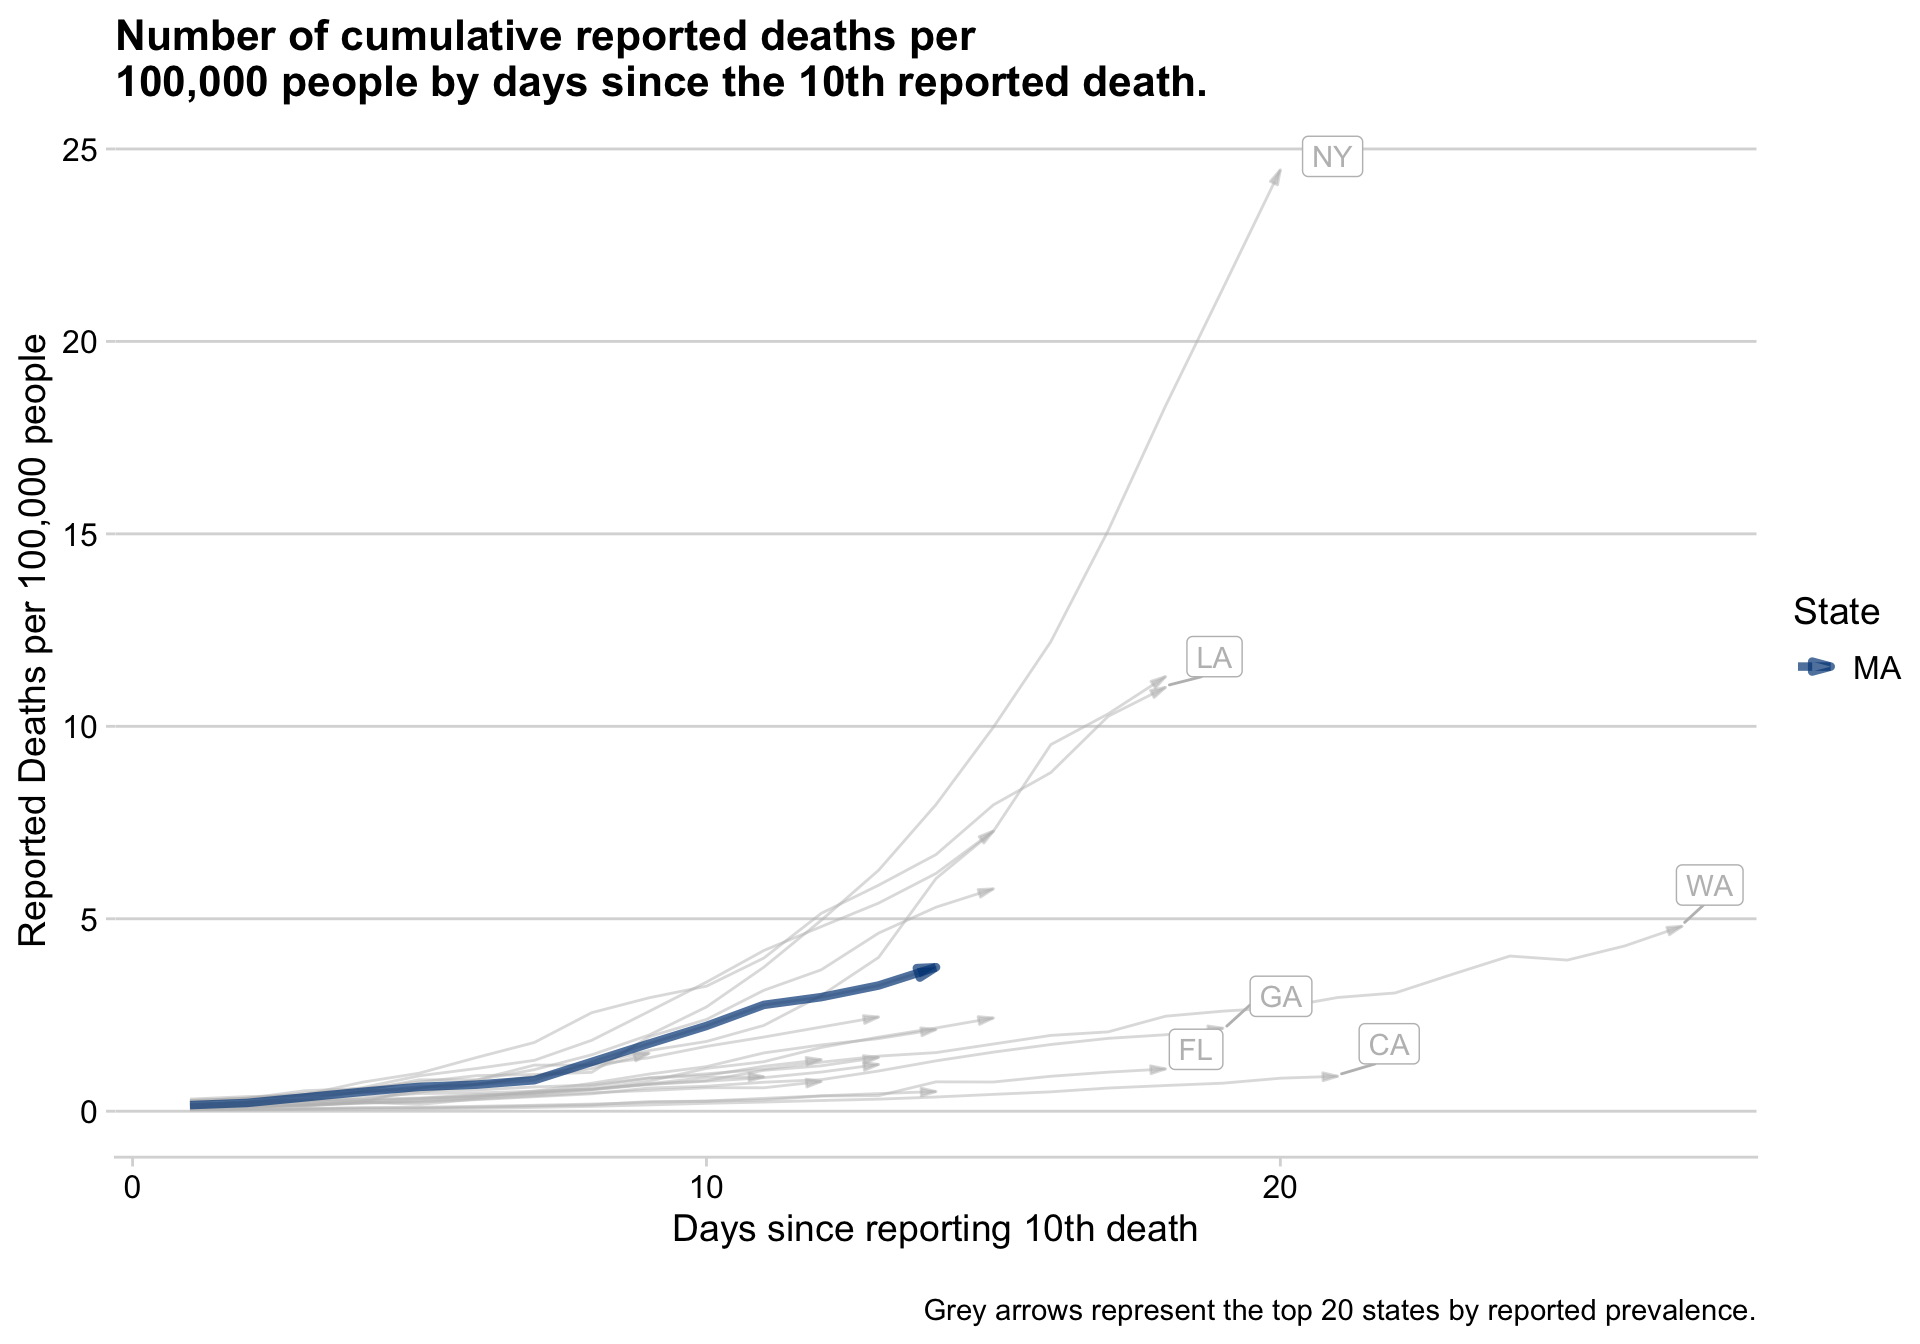 Number of cumulative reported deaths per
100,000 people by days since the 10th reported death.
Reported Deaths per 100,000 people
25
20
15
10
5
0
NY
LA
WA
GA
FL
CA
State
MA
0 10 20
Days since reporting 10th death
Grey arrows represent the top 20 states by reported prevalence.